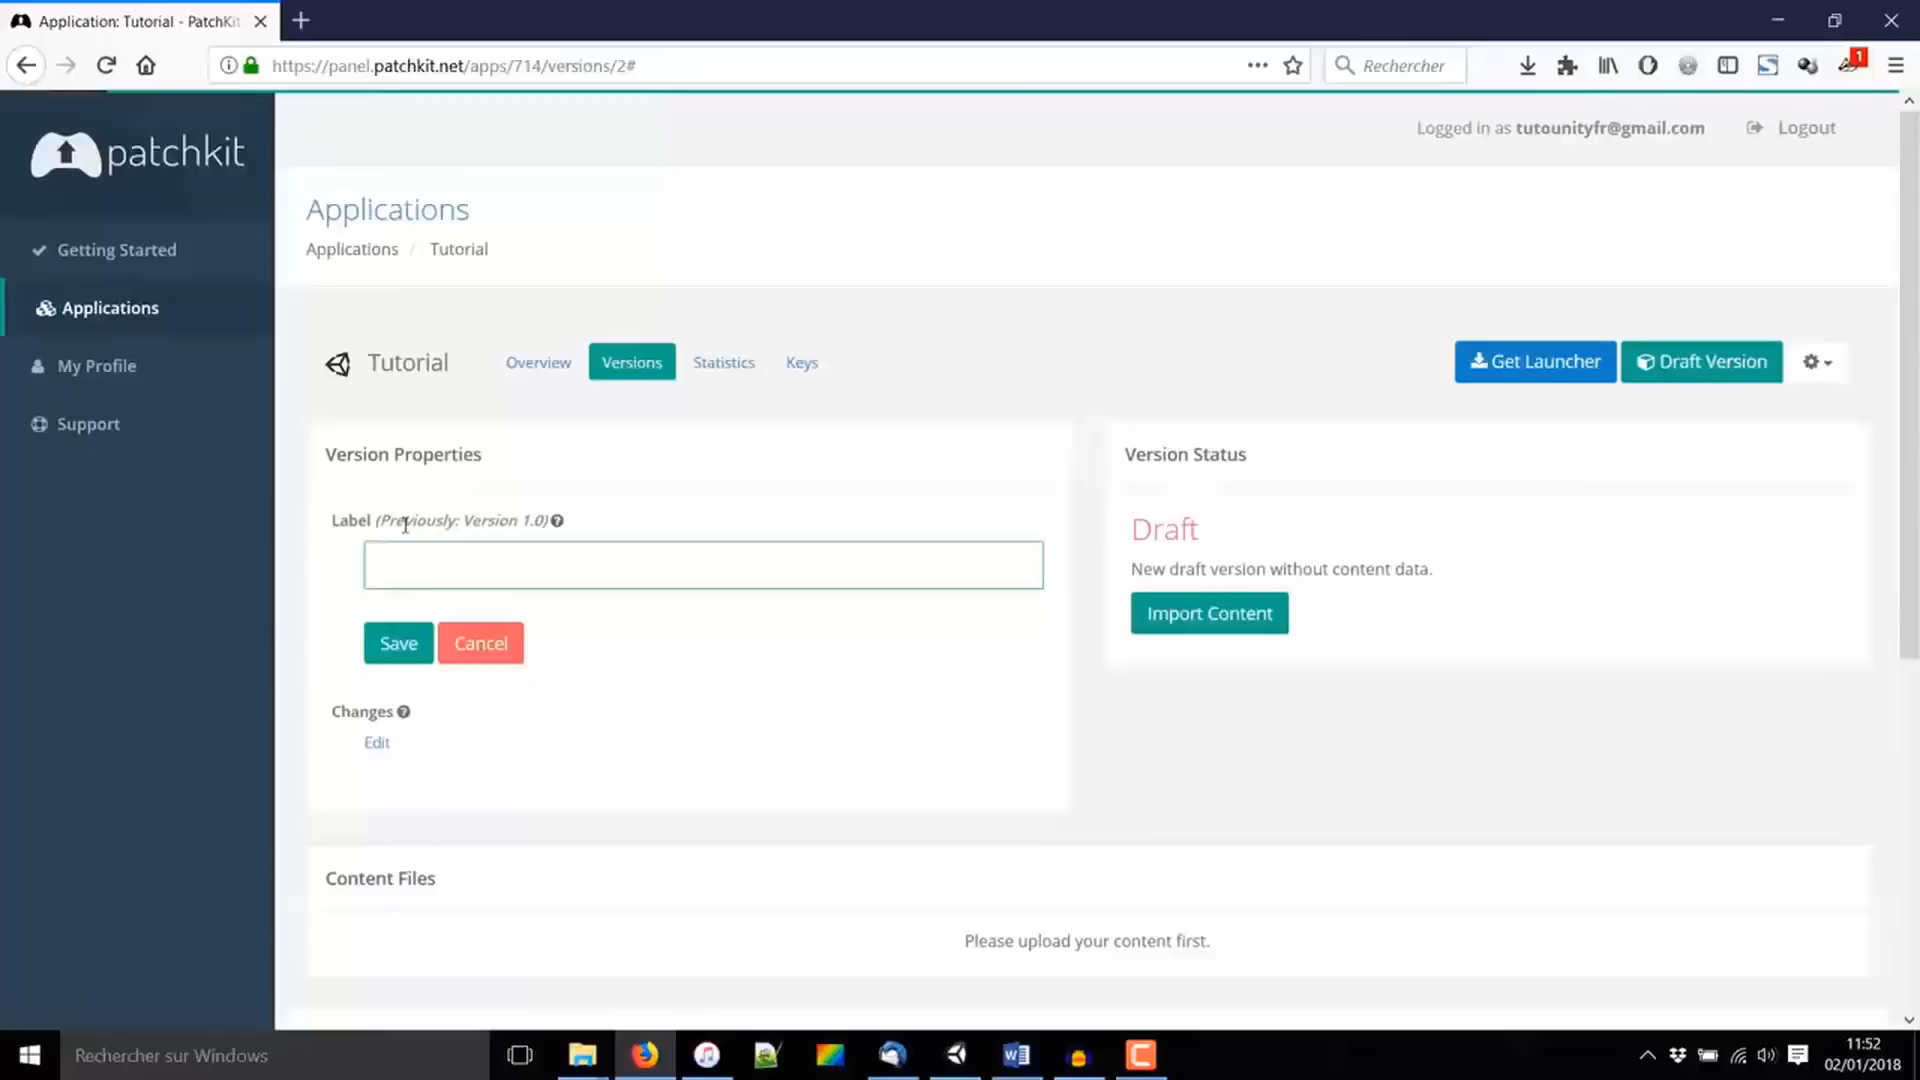 Application: Tutorial - PatchKit
https://panel.patchkit.net/apps/714/versions/2#
Rechercher
1
patchkit
Logged in as tutounityfr@gmail.com
Logout
Getting Started
Applications
My Profile
Support
Applications
Applications / Tutorial
Tutorial
Overview
Versions
Statistics
Keys
Get Launcher
Draft Version
Version Properties
Label (Previously: Version 1.0)
Save
Cancel
Changes
Edit
Version Status
Draft
New draft version without content data.
Import Content
Content Files
Please upload your content first.
Rechercher sur Windows
11:52
02/01/2018